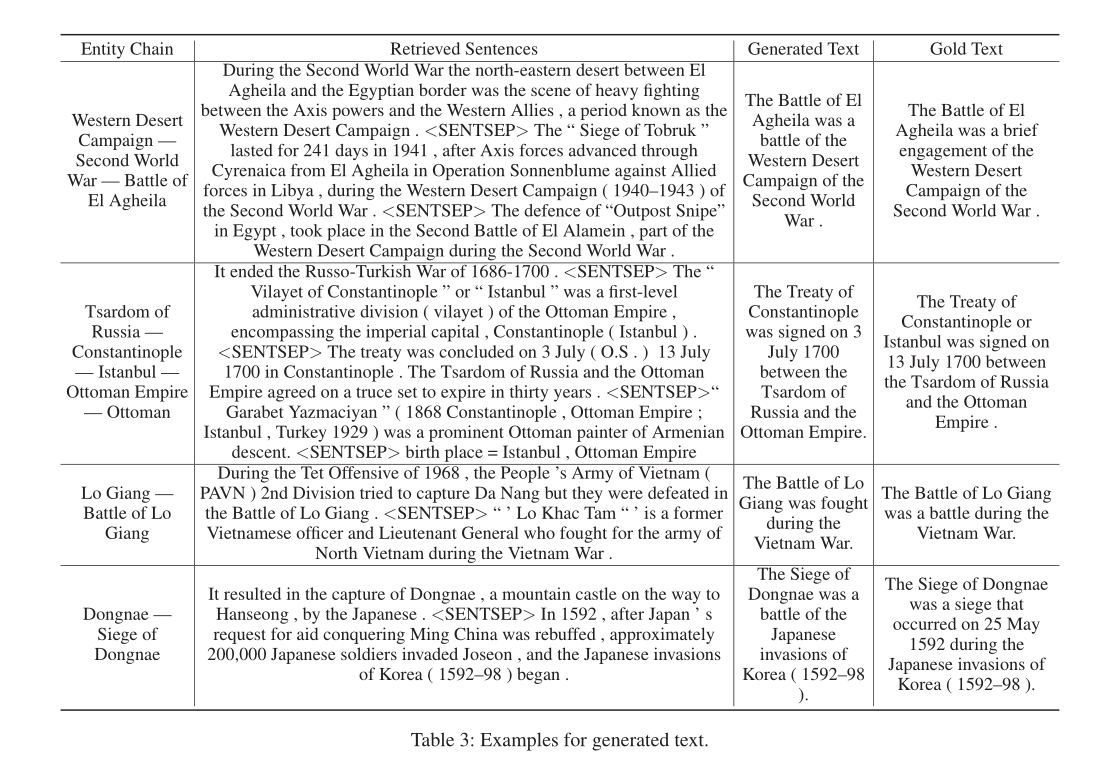 Entity Chain
Retrieved Sentences
Generated Text
Gold Text
Western Desert
Campaign —
Second World
War — Battle of
El Agheila
During the Second World War the north-eastern desert between El
Agheila and the Egyptian border was the scene of heavy fighting
between the Axis powers and the Western Allies , a period known as the
Western Desert Campaign . <SENTSEP> The “ Siege of Tobruk ”
lasted for 241 days in 1941 , after Axis forces advanced through
Cyrenaica from El Agheila in Operation Sonnenblume against Allied
forces in Libya , during the Western Desert Campaign ( 1940–1943 ) of
the Second World War . <SENTSEP> The defence of “Outpost Snipe”
in Egypt , took place in the Second Battle of El Alamein , part of the
Western Desert Campaign during the Second World War .
The Battle of El
Agheila was a
battle of the
Western Desert
Campaign of the
Second World
War .
The Battle of El
Agheila was a brief
engagement of the
Western Desert
Campaign of the
Second World War .
Tsardom of
Russia —
Constantinople
— Istanbul —
Ottoman Empire
— Ottoman
It ended the Russo-Turkish War of 1686-1700 . <SENTSEP> The “
Vilayet of Constantinople ” or “ Istanbul ” was a first-level
administrative division ( vilayet ) of the Ottoman Empire ,
encompassing the imperial capital , Constantinople ( Istanbul ) .
<SENTSEP> The treaty was concluded on 3 July ( O.S . ) 13 July
1700 in Constantinople . The Tsardom of Russia and the Ottoman
Empire agreed on a truce set to expire in thirty years . <SENTSEP>“
Garabet Yazmaciyan ” ( 1868 Constantinople , Ottoman Empire ;
Istanbul , Turkey 1929 ) was a prominent Ottoman painter of Armenian
descent. <SENTSEP> birth place = Istanbul , Ottoman Empire
The Treaty of
Constantinople
was signed on 3
July 1700
between the
Tsardom of
Russia and the
Ottoman Empire.
The Treaty of
Constantinople or
Istanbul was signed on
13 July 1700 between
the Tsardom of Russia
and the Ottoman
Empire .
Lo Giang —
Battle of Lo
Giang
During the Tet Offensive of 1968 , the People ’s Army of Vietnam (
PAVN ) 2nd Division tried to capture Da Nang but they were defeated in
the Battle of Lo Giang . <SENTSEP> “ ’ Lo Khac Tam “ ’ is a former
Vietnamese officer and Lieutenant General who fought for the army of
North Vietnam during the Vietnam War .
The Battle of Lo
Giang was fought
during the
Vietnam War.
The Battle of Lo Giang
was a battle during the
Vietnam War.
Dongnae —
Siege of
Dongnae
It resulted in the capture of Dongnae , a mountain castle on the way to
Hanseong , by the Japanese . <SENTSEP> In 1592 , after Japan ’ s
request for aid conquering Ming China was rebuffed , approximately
200,000 Japanese soldiers invaded Joseon , and the Japanese invasions
of Korea ( 1592–98 ) began .
The Siege of
Dongnae was a
battle of the
Japanese
invasions of
Korea ( 1592–98
).
The Siege of Dongnae
was a siege that
occurred on 25 May
1592 during the
Japanese invasions of
Korea ( 1592–98 ).
Table 3: Examples for generated text.